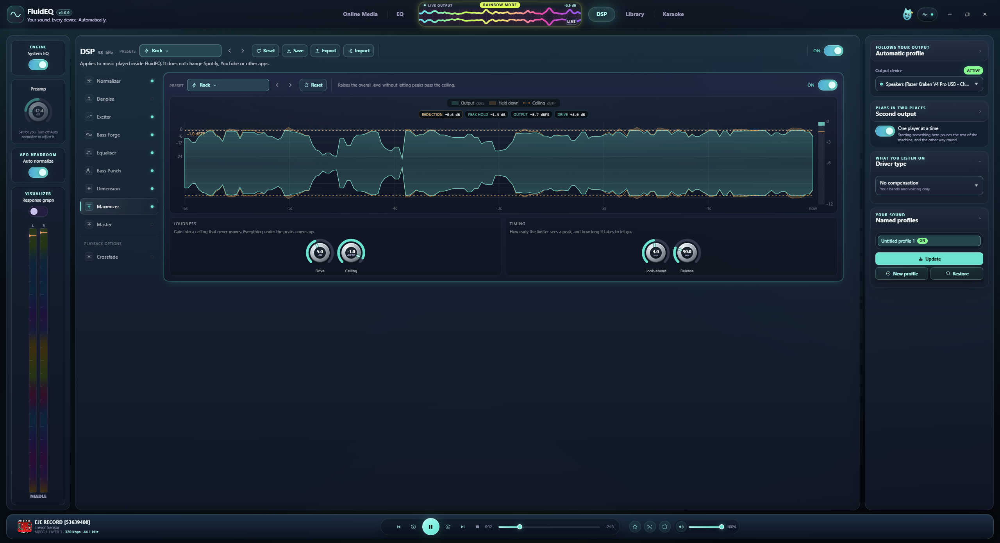 FluidEQ v1.6.0
Your sound. Every device. Automatically.
Online Media
EQ
LIVE OUTPUT
RAINBOW MODE
-0.9 dB
LINE
DSP
Library
Karaoke
ENGINE
System EQ
Preamp
-12.4
dB
Set for you. Turn off Auto
normalize to adjust it.
APO HEADROOM
Auto normalize
VISUALIZER
Response graph
L R
NEEDLE
DSP 48 kHz PRESETS Rock
Reset
Save
Export
Import
ON
Applies to music played inside FluidEQ. It does not change Spotify, YouTube or other apps.
Normalizer
Denoise
Exciter
Bass Forge
Equaliser
Bass Punch
Dimension
Maximizer
Master
PLAYBACK OPTIONS
Crossfade
PRESET Rock
Reset
Raises the overall level without letting peaks pass the ceiling.
ON
Output dBFS Held down Ceiling dBTP
REDUCTION -0.6 dB PEAK HOLD -1.4 dB OUTPUT -5.7 dBFS DRIVE +5.0 dB
0
-6
-12
-24
-1.0 dBTP
0
-3
-6
-12
-6s -5s -4s -3s -2s -1s now
LOUDNESS
Gain into a ceiling that never moves. Everything under the peaks comes up.
5.0
dB
Drive
-1.0
dBTP
Ceiling
TIMING
How early the limiter sees a peak, and how long it takes to let go.
4.0
ms
Look-ahead
90.0
ms
Release
FOLLOWS YOUR OUTPUT
Automatic profile
Output device ACTIVE
Speakers (Razer Kraken V4 Pro USB - Ch...
PLAYS IN TWO PLACES
Second output
One player at a time
Starting something here pauses the rest of the
machine, and the other way round.
WHAT YOU LISTEN ON
Driver type
No compensation
Your bands and voicing only
YOUR SOUND
Named profiles
Untitled profile 1 ON
Update
New profile
Restore
EJE RECORD [53639408]
Trevor Sensor
MPEG 1 LAYER 3 · 320 kbps · 44.1 kHz
5
5
0:32
-2:13
100%